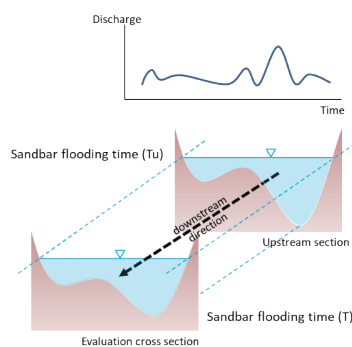 Discharge
Time
Sandbar flooding time (Tu)
downstream
direction
Upstream section
Sandbar flooding time (T)
Evaluation cross section